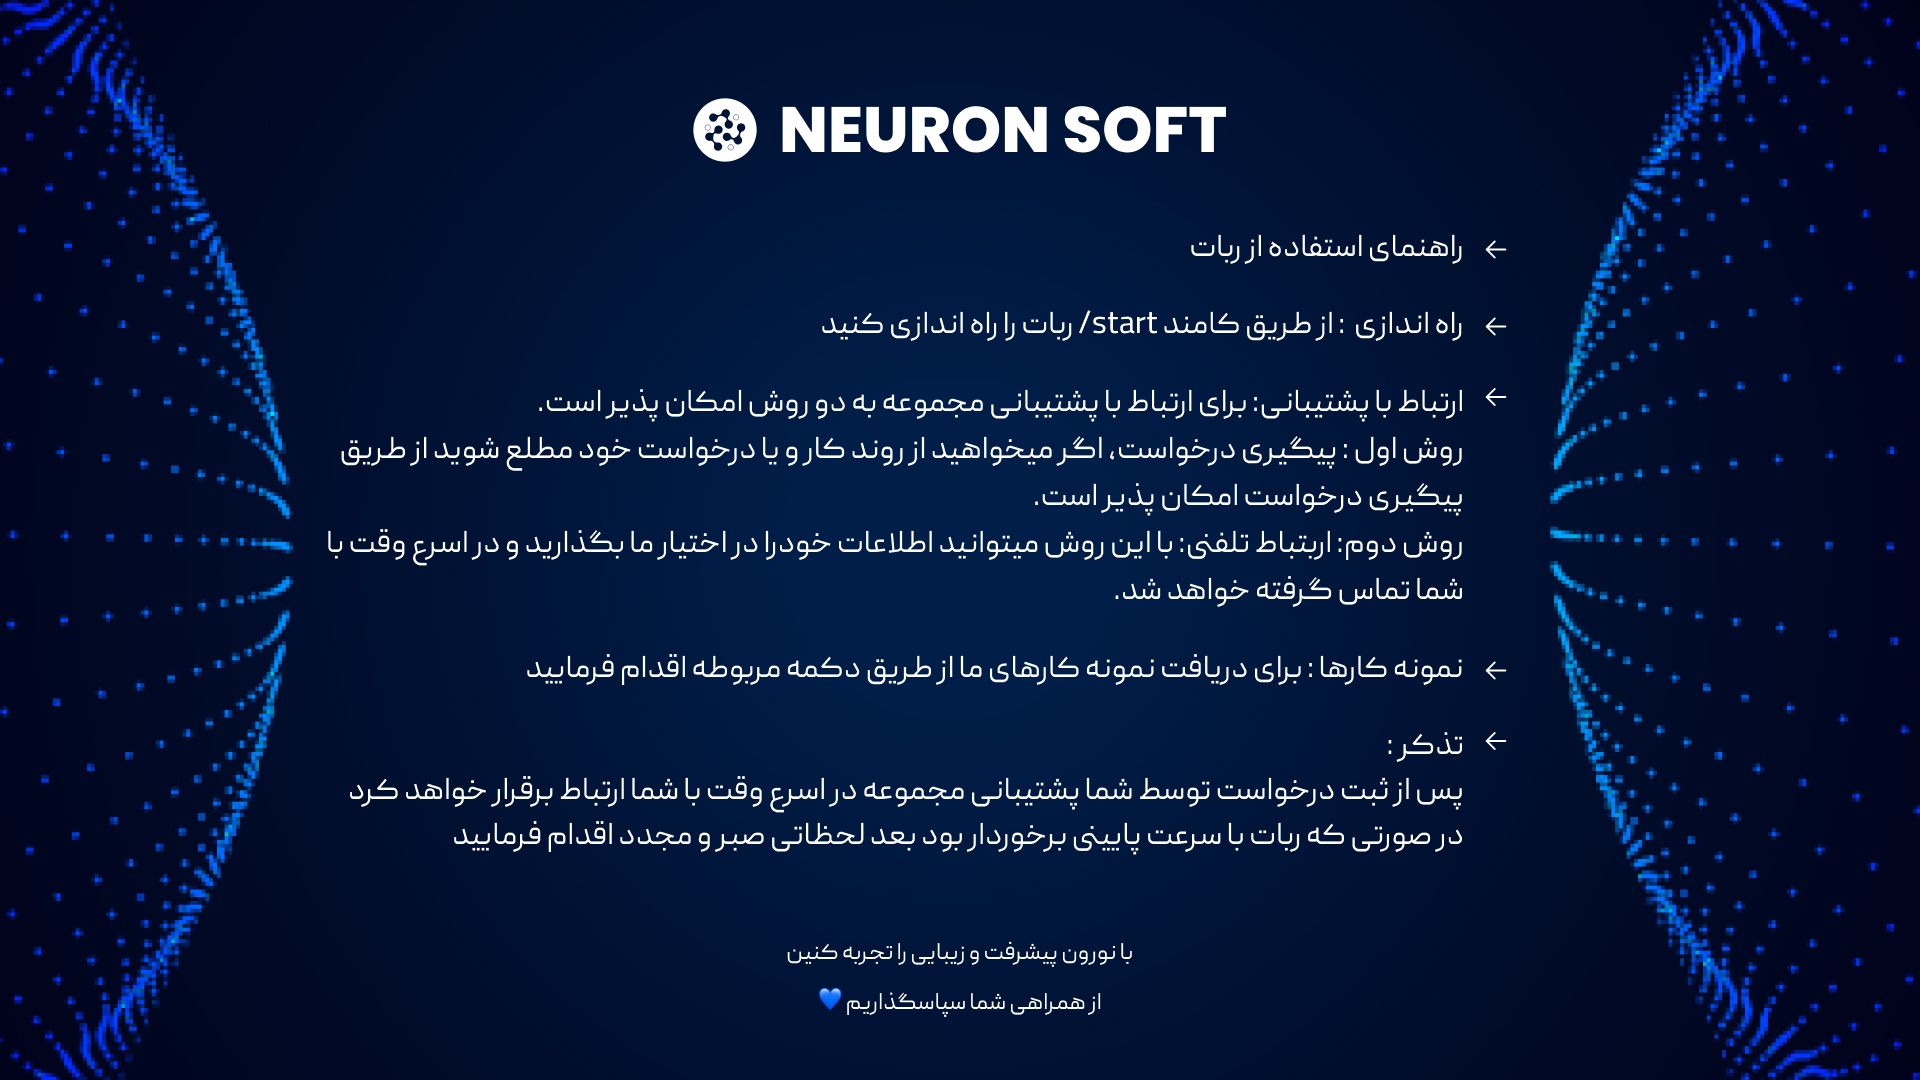 NEURON SOFT
← راهنمای استفاده از ربات
← راه اندازی : از طریق کامند start/ ربات را راه اندازی کنید
← ارتباط با پشتیبانی: برای ارتباط با پشتیبانی مجموعه به دو روش امکان پذیر است.
روش اول : پیگیری درخواست، اگر میخواهید از روند کار و یا درخواست خود مطلع شوید از طریق
پیگیری درخواست امکان پذیر است.
روش دوم: اربتباط تلفنی: با این روش میتوانید اطلاعات خودرا در اختیار ما بگذارید و در اسرع وقت با
شما تماس گرفته خواهد شد.
← نمونه کارها : برای دریافت نمونه کارهای ما از طریق دکمه مربوطه اقدام فرمایید
← تذکر :
پس از ثبت درخواست توسط شما پشتیبانی مجموعه در اسرع وقت با شما ارتباط برقرار خواهد کرد
در صورتی که ربات با سرعت پایینی برخوردار بود بعد لحظاتی صبر و مجدد اقدام فرمایید
با نورون پیشرفت و زیبایی را تجربه کنین
از همراهی شما سپاسگذاریم 💙